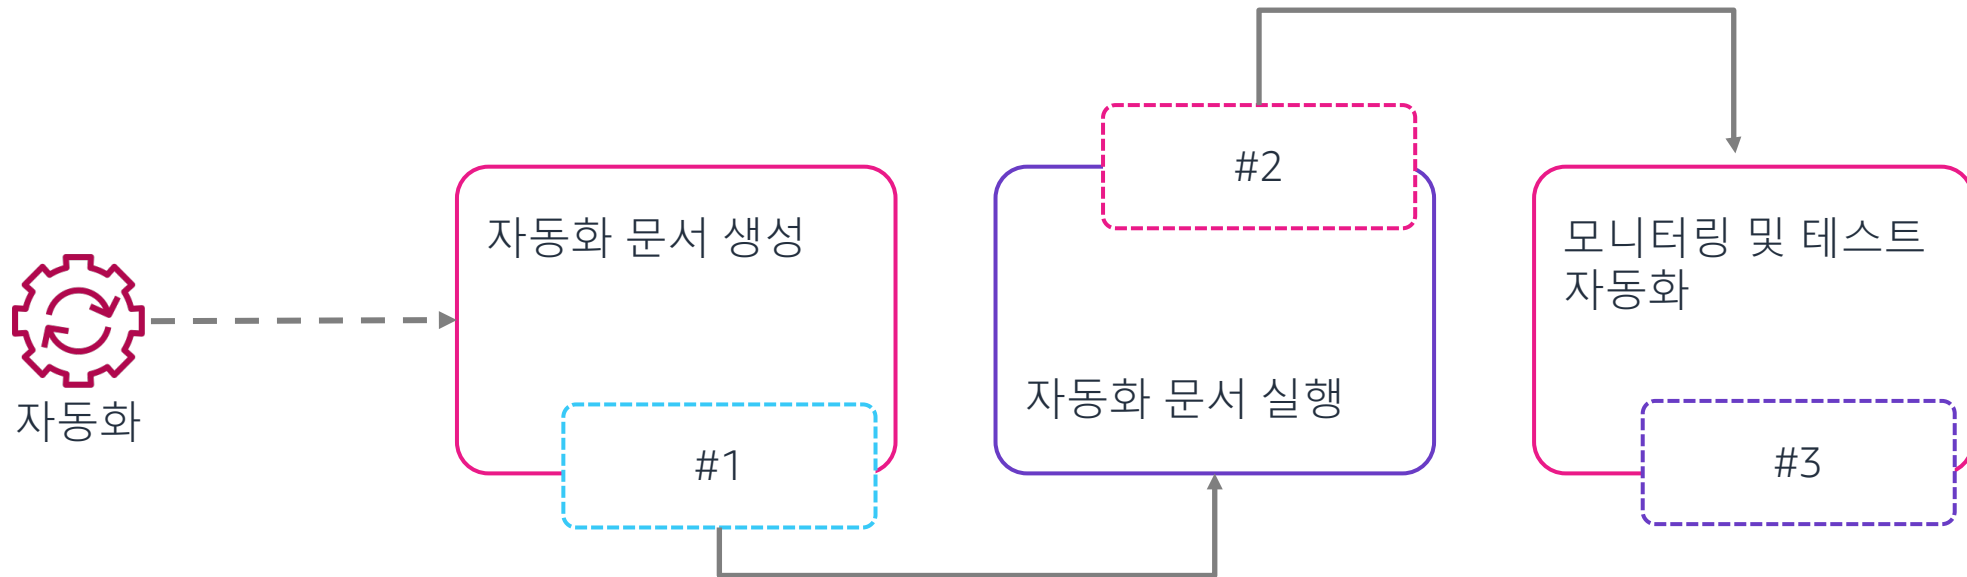 자동화
자동화 문서 생성
#1
#2
자동화 문서 실행
모니터링 및 테스트
자동화
#3